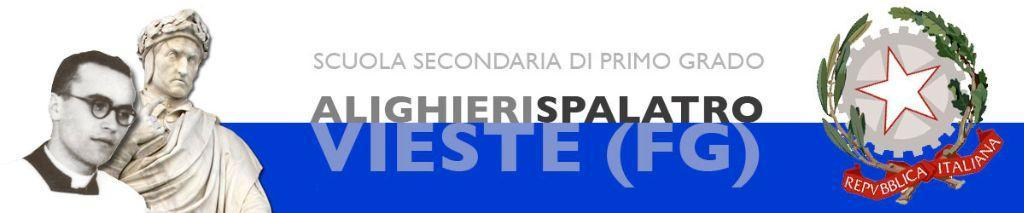 SCUOLA SECONDARIA DI PRIMO GRADO
ALIGHIERISPALATRO
VIESTE (FG)
REPVBBLICA ITALIANA